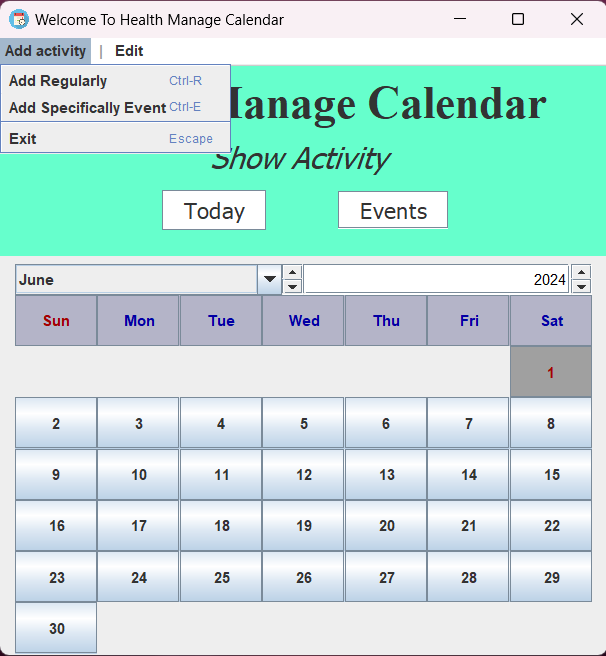 Welcome To Health Manage Calendar
Add activity | Edit
Add Regularly Ctrl-R
Add Specifically Event Ctrl-E
Exit Escape
Manage Calendar
Show Activity
Today Events
June 2024
Sun Mon Tue Wed Thu Fri Sat
1
2 3 4 5 6 7 8
9 10 11 12 13 14 15
16 17 18 19 20 21 22
23 24 25 26 27 28 29
30